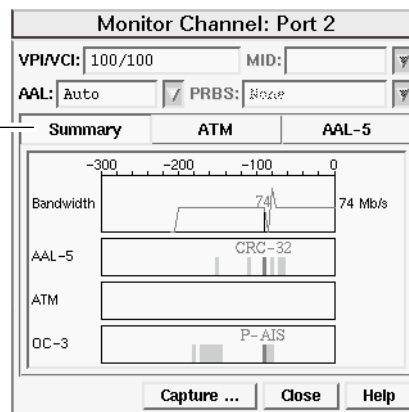 Monitor Channel: Port 2
VPI/VCI: 100/100 MID:
AAL: Auto PRBS: None
Summary ATM AAL-5
-300 -200 -100 0
Bandwidth 74 74 Mb/s
AAL-5 CRC-32
ATM
OC-3 P-AIS
Capture ... Close Help